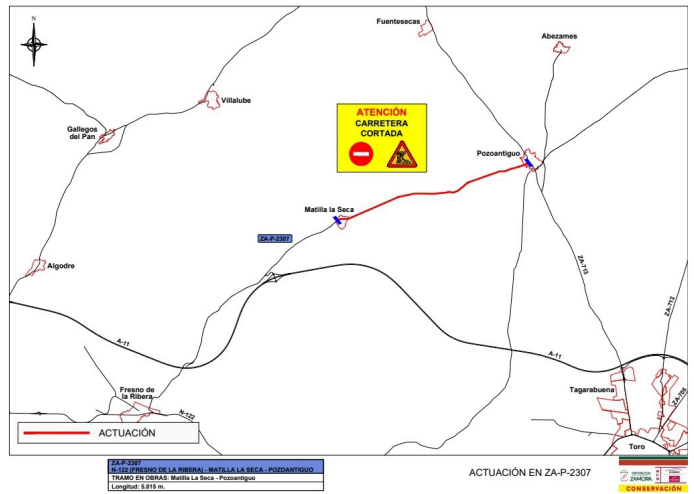 N
Fuentesecas
Abezames
Villalube
Gallegos
del Pan
ATENCIÓN
CARRETERA
CORTADA
Pozoantiguo
Matilla la Seca
ZA-P-2307
Algodre
ZA-713
ZA-712
A-11
A-11
Fresno de
la Ribera
N-122
Tagarabuena
ZA-705
Toro
ACTUACIÓN
ZA-P-2307
N-122 (FRESNO DE LA RIBERA) - MATILLA LA SECA - POZOANTIGUO
TRAMO EN OBRAS: Matilla La Seca - Pozoantiguo
Longitud: 5.815 m.
ACTUACIÓN EN ZA-P-2307
DIPUTACIÓN
ZAMORA
CONSERVACIÓN